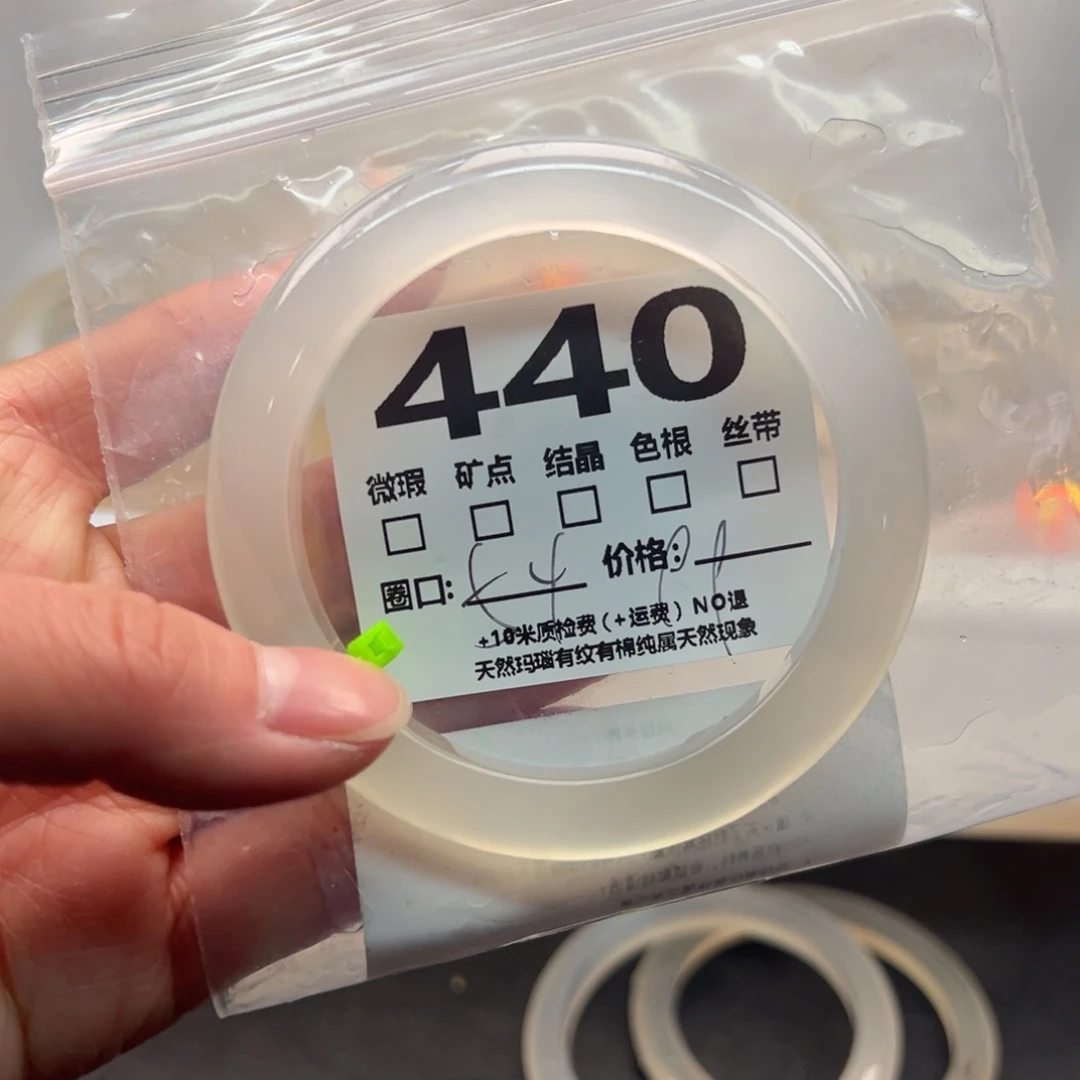 440
微瑕 矿点 结晶 色根 丝带
圈口: 54 价格:
+10米质检费（+运费）NO退
天然玛瑙有纹有棉纯属天然现象